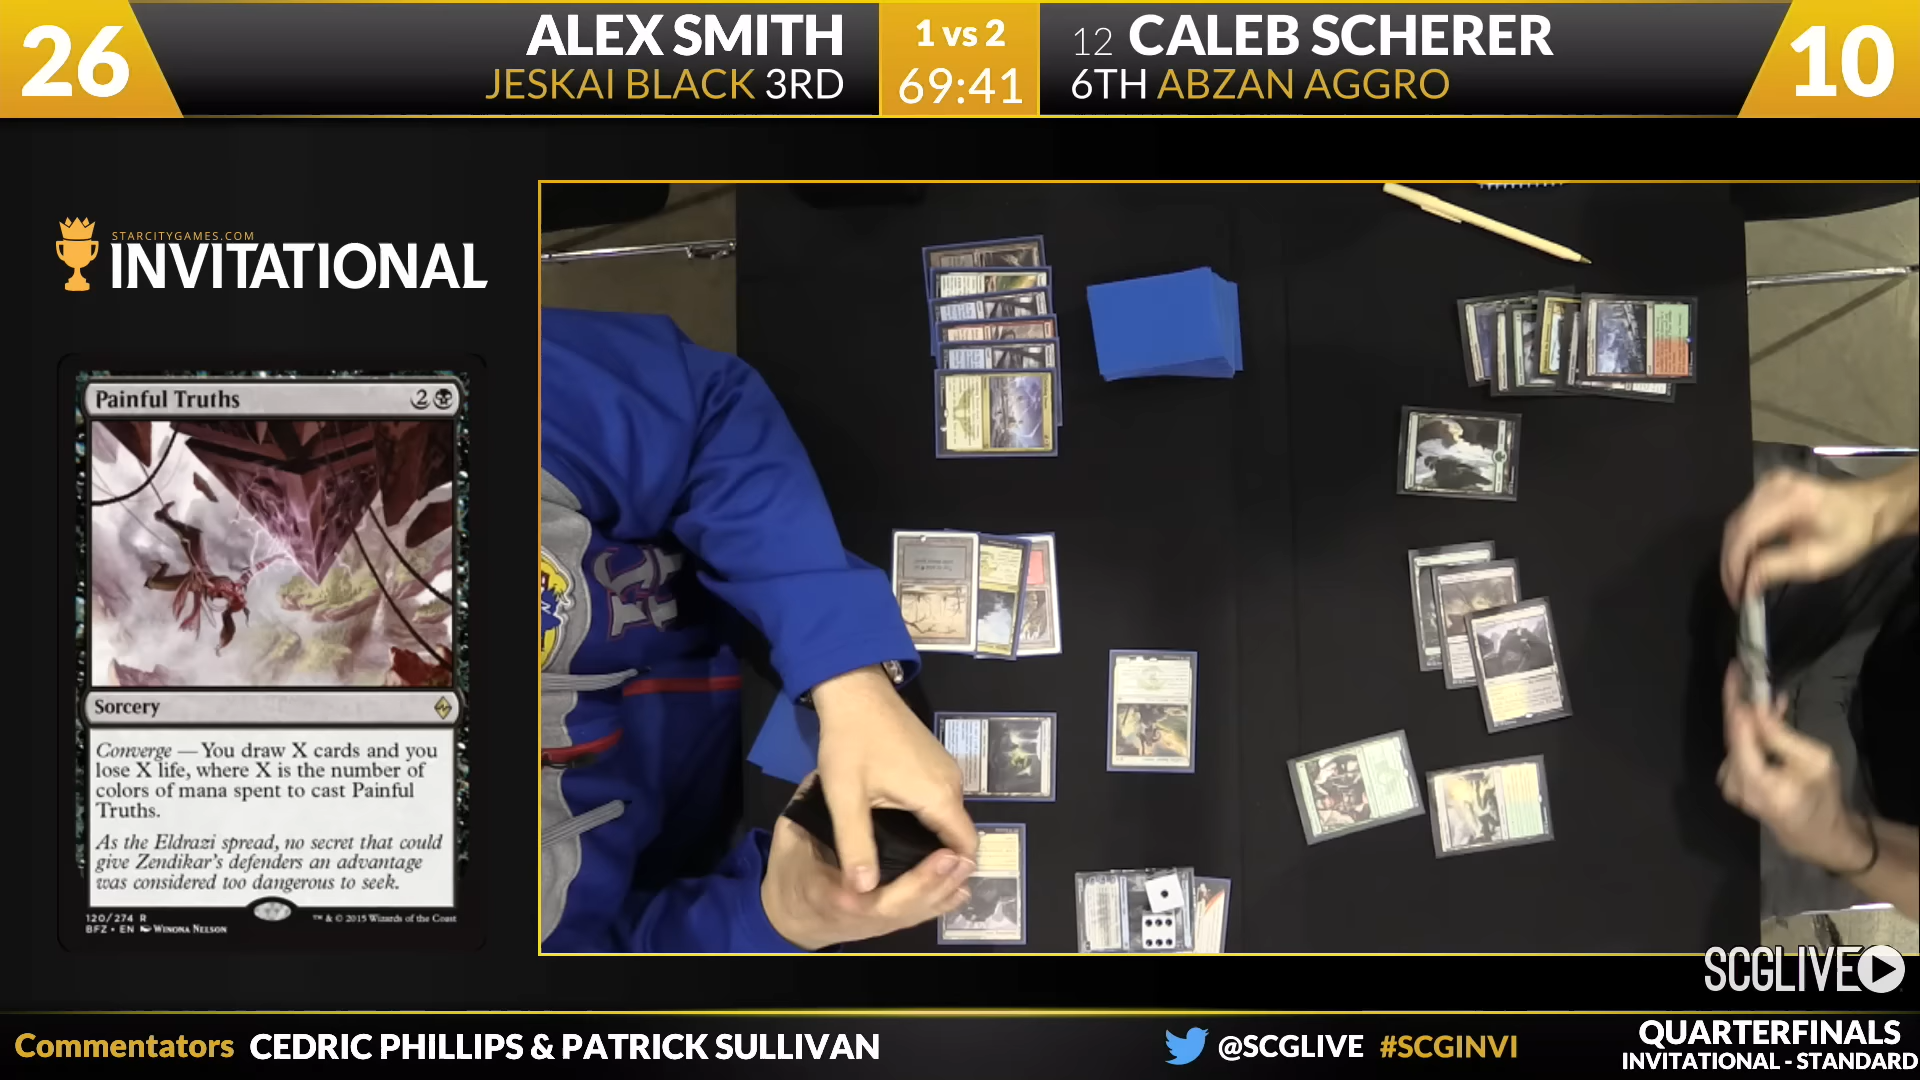 26
ALEX SMITH
JESKAI BLACK 3RD
1 vs 2
69:41
12 CALEB SCHERER
6TH ABZAN AGGRO
10
STARCITYGAMES.COM
INVITATIONAL
Painful Truths 2
Sorcery
Converge — You draw X cards and you
lose X life, where X is the number of
colors of mana spent to cast Painful
Truths.
As the Eldrazi spread, no secret that could
give Zendikar's defenders an advantage
was considered too dangerous to seek.
120/274 R
BFZ • EN WINONA NELSON
™ & © 2015 Wizards of the Coast
SCGLIVE
Commentators CEDRIC PHILLIPS & PATRICK SULLIVAN
@SCGLIVE #SCGINVI
QUARTERFINALS
INVITATIONAL - STANDARD